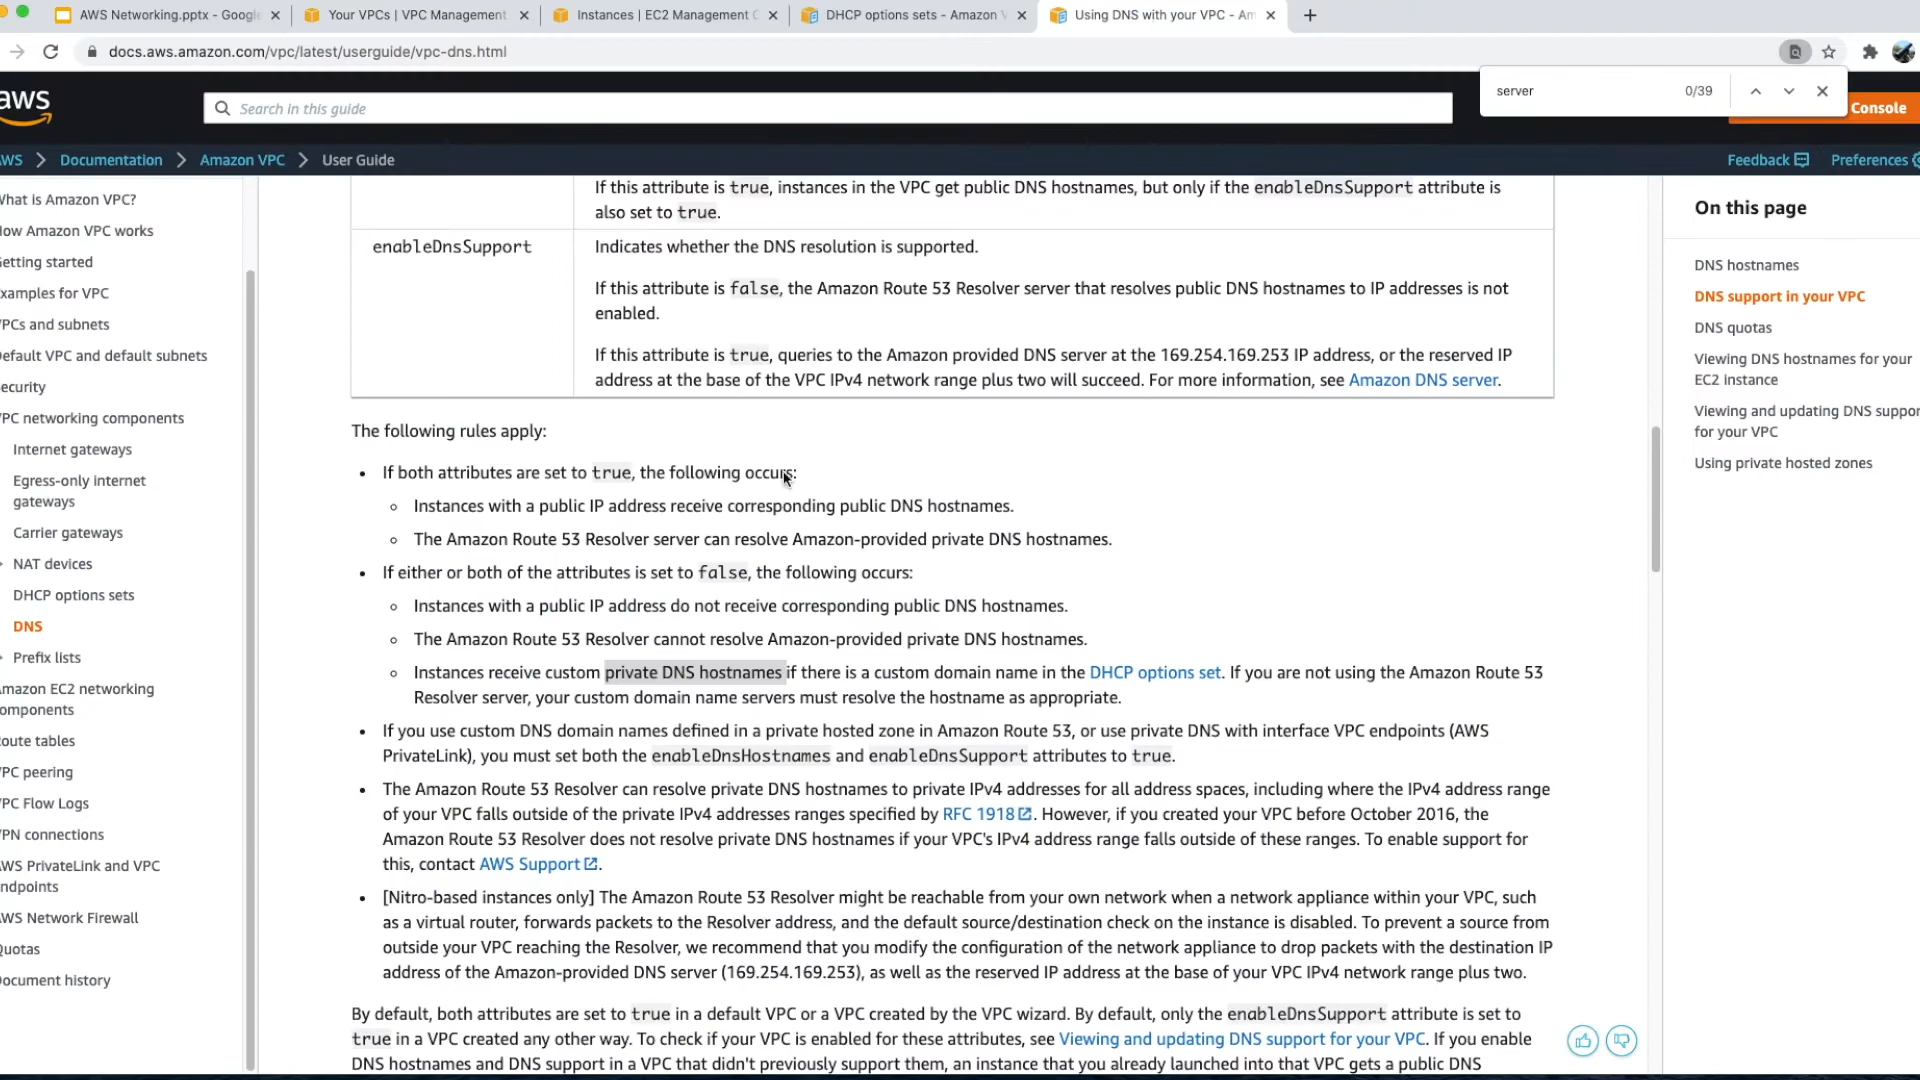 AWS Networking.pptx - Google
Your VPCs | VPC Management
Instances | EC2 Management C
DHCP options sets - Amazon V
Using DNS with your VPC - Am
docs.aws.amazon.com/vpc/latest/userguide/vpc-dns.html
server 0/39
aws
Search in this guide
Console
AWS
Documentation
Amazon VPC
User Guide
Feedback
Preferences
What is Amazon VPC?
How Amazon VPC works
Getting started
Examples for VPC
VPCs and subnets
Default VPC and default subnets
Security
VPC networking components
Internet gateways
Egress-only internet
gateways
Carrier gateways
NAT devices
DHCP options sets
DNS
Prefix lists
Amazon EC2 networking
components
Route tables
VPC peering
VPC Flow Logs
VPN connections
AWS PrivateLink and VPC
endpoints
AWS Network Firewall
Quotas
Document history
If this attribute is true, instances in the VPC get public DNS hostnames, but only if the enableDnsSupport attribute is
also set to true.
enableDnsSupport
Indicates whether the DNS resolution is supported.
If this attribute is false, the Amazon Route 53 Resolver server that resolves public DNS hostnames to IP addresses is not
enabled.
If this attribute is true, queries to the Amazon provided DNS server at the 169.254.169.253 IP address, or the reserved IP
address at the base of the VPC IPv4 network range plus two will succeed. For more information, see Amazon DNS server.
The following rules apply:
• If both attributes are set to true, the following occurs:
◦ Instances with a public IP address receive corresponding public DNS hostnames.
◦ The Amazon Route 53 Resolver server can resolve Amazon-provided private DNS hostnames.
• If either or both of the attributes is set to false, the following occurs:
◦ Instances with a public IP address do not receive corresponding public DNS hostnames.
◦ The Amazon Route 53 Resolver cannot resolve Amazon-provided private DNS hostnames.
◦ Instances receive custom private DNS hostnames if there is a custom domain name in the DHCP options set. If you are not using the Amazon Route 53
Resolver server, your custom domain name servers must resolve the hostname as appropriate.
• If you use custom DNS domain names defined in a private hosted zone in Amazon Route 53, or use private DNS with interface VPC endpoints (AWS
PrivateLink), you must set both the enableDnsHostnames and enableDnsSupport attributes to true.
• The Amazon Route 53 Resolver can resolve private DNS hostnames to private IPv4 addresses for all address spaces, including where the IPv4 address range
of your VPC falls outside of the private IPv4 addresses ranges specified by RFC 1918. However, if you created your VPC before October 2016, the
Amazon Route 53 Resolver does not resolve private DNS hostnames if your VPC's IPv4 address range falls outside of these ranges. To enable support for
this, contact AWS Support.
• [Nitro-based instances only] The Amazon Route 53 Resolver might be reachable from your own network when a network appliance within your VPC, such
as a virtual router, forwards packets to the Resolver address, and the default source/destination check on the instance is disabled. To prevent a source from
outside your VPC reaching the Resolver, we recommend that you modify the configuration of the network appliance to drop packets with the destination IP
address of the Amazon-provided DNS server (169.254.169.253), as well as the reserved IP address at the base of your VPC IPv4 network range plus two.
By default, both attributes are set to true in a default VPC or a VPC created by the VPC wizard. By default, only the enableDnsSupport attribute is set to
true in a VPC created any other way. To check if your VPC is enabled for these attributes, see Viewing and updating DNS support for your VPC. If you enable
DNS hostnames and DNS support in a VPC that didn't previously support them, an instance that you already launched into that VPC gets a public DNS
On this page
DNS hostnames
DNS support in your VPC
DNS quotas
Viewing DNS hostnames for your
EC2 instance
Viewing and updating DNS suppor
for your VPC
Using private hosted zones